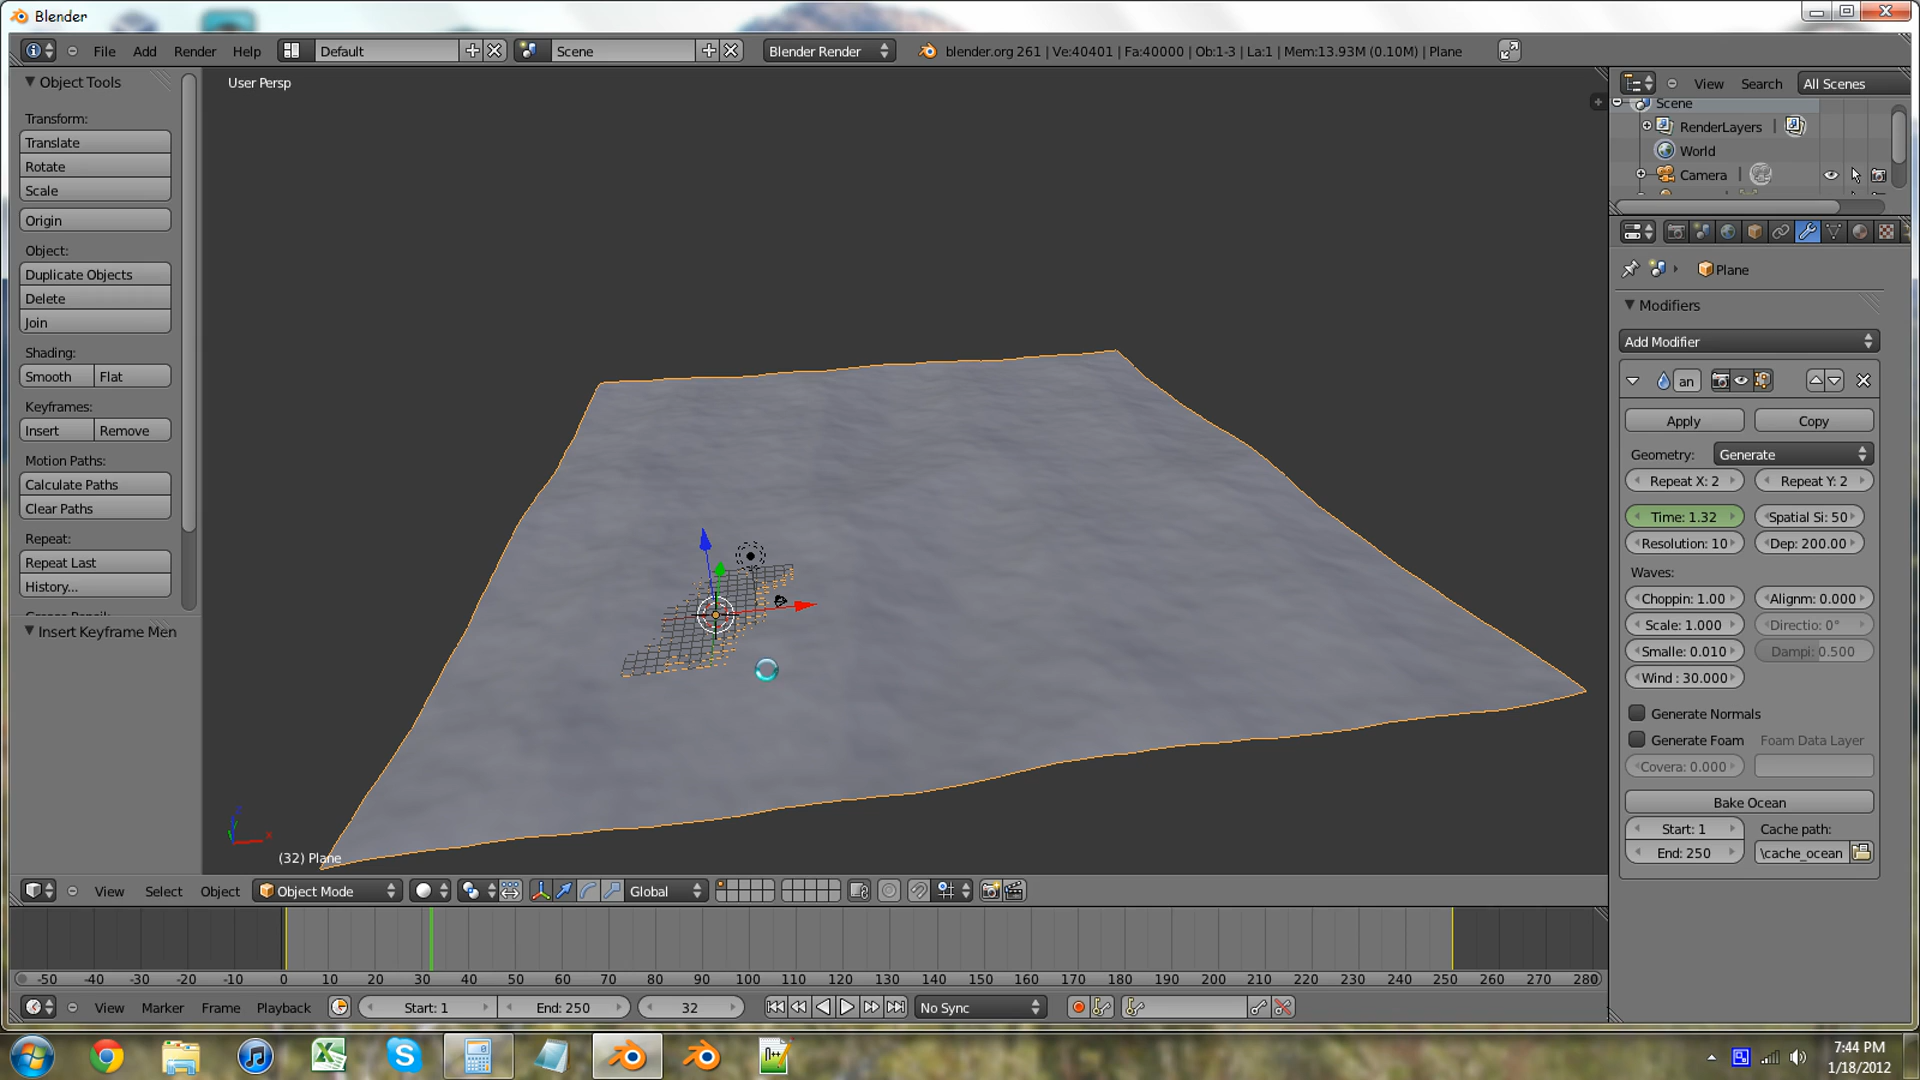 Blender
File Add Render Help Default Scene Blender Render blender.org 261 | Ve:40401 | Fa:40000 | Ob:1-3 | La:1 | Mem:13.93M (0.10M) | Plane
Object Tools
Transform:
Translate
Rotate
Scale
Origin
Object:
Duplicate Objects
Delete
Join
Shading:
Smooth Flat
Keyframes:
Insert Remove
Motion Paths:
Calculate Paths
Clear Paths
Repeat:
Repeat Last
History...
Insert Keyframe Men
User Persp
(32) Plane
View Search All Scenes
Scene
RenderLayers
World
Camera
Plane
Modifiers
Add Modifier
an
Apply Copy
Geometry: Generate
Repeat X: 2 Repeat Y: 2
Time: 1.32 Spatial Si: 50
Resolution: 10 Dep: 200.00
Waves:
Choppin: 1.00 Alignm: 0.000
Scale: 1.000 Directio: 0°
Smalle: 0.010 Dampi: 0.500
Wind : 30.000
Generate Normals
Generate Foam Foam Data Layer
Covera: 0.000
Bake Ocean
Start: 1 Cache path:
End: 250 \cache_ocean
View Select Object Object Mode Global
-50 -40 -30 -20 -10 0 10 20 30 40 50 60 70 80 90 100 110 120 130 140 150 160 170 180 190 200 210 220 230 240 250 260 270 280
View Marker Frame Playback Start: 1 End: 250 32 No Sync
7:44 PM
1/18/2012